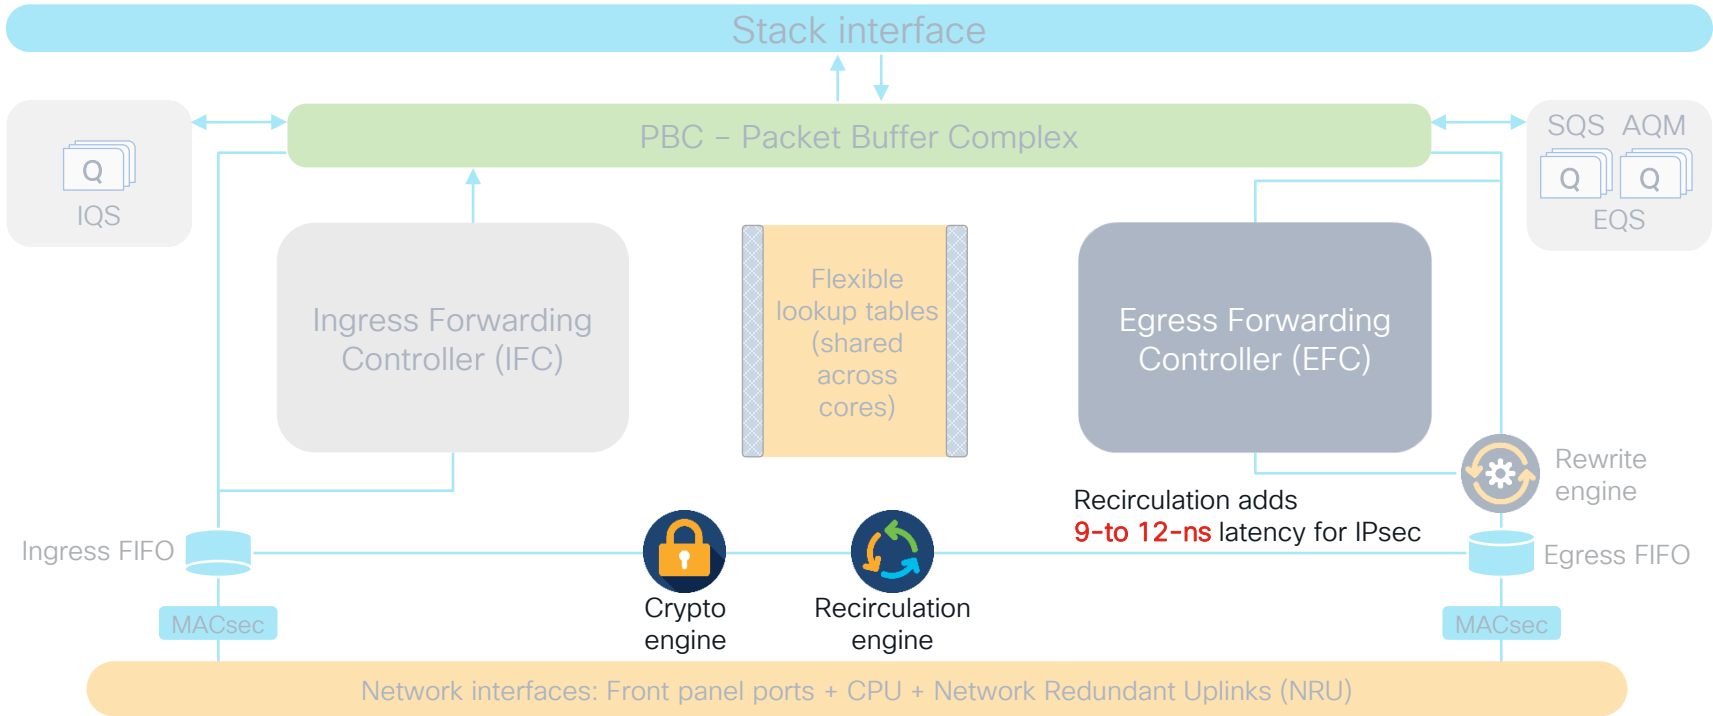 Stack interface
PBC – Packet Buffer Complex
Q
IQS
SQS AQM
Q Q
EQS
Ingress Forwarding
Controller (IFC)
Flexible
lookup tables
(shared
across
cores)
Egress Forwarding
Controller (EFC)
Rewrite
engine
Recirculation adds
9-to 12-ns latency for IPsec
Ingress FIFO
Egress FIFO
Crypto
engine
Recirculation
engine
MACsec
MACsec
Network interfaces: Front panel ports + CPU + Network Redundant Uplinks (NRU)